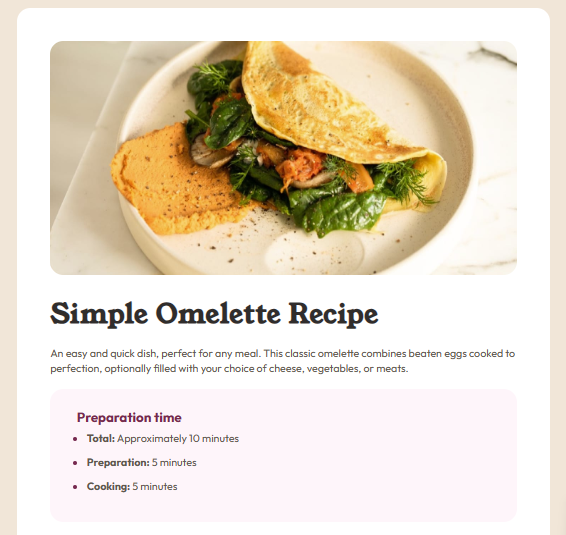 Simple Omelette Recipe
An easy and quick dish, perfect for any meal. This classic omelette combines beaten eggs cooked to
perfection, optionally filled with your choice of cheese, vegetables, or meats.
Preparation time
Total: Approximately 10 minutes
Preparation: 5 minutes
Cooking: 5 minutes